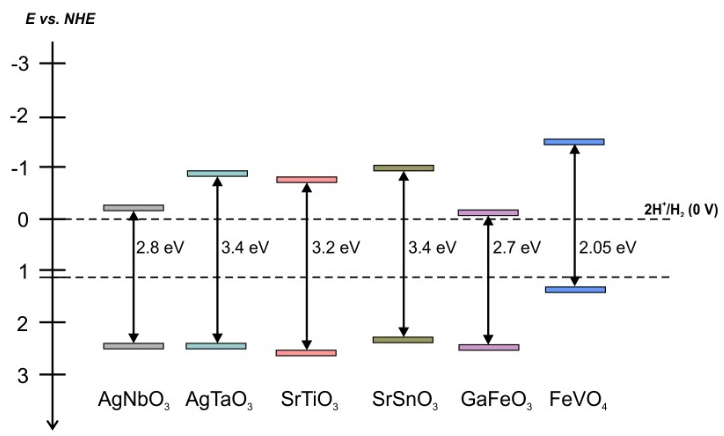 E vs. NHE
-3
-2
-1
0
1
2
3
2H⁺/H₂ (0 V)
2.8 eV
3.4 eV
3.2 eV
3.4 eV
2.7 eV
2.05 eV
AgNbO₃
AgTaO₃
SrTiO₃
SrSnO₃
GaFeO₃
FeVO₄